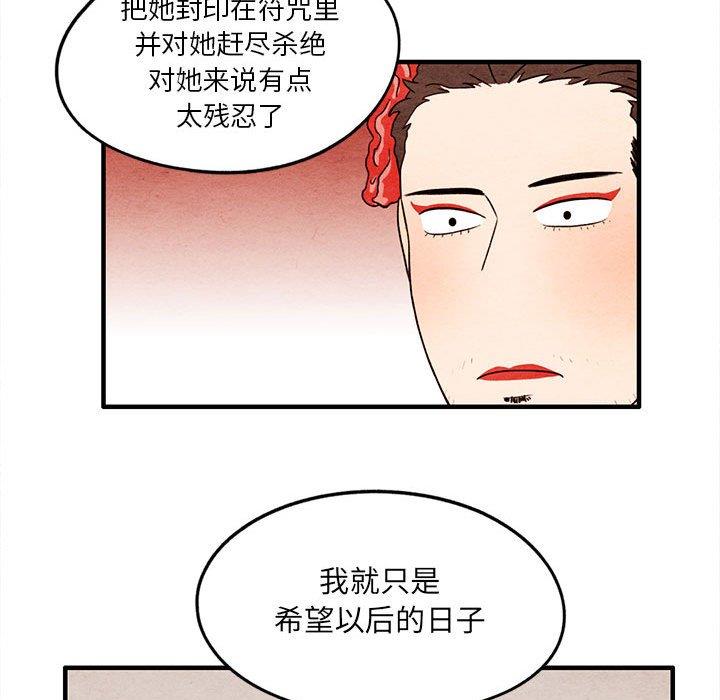 把她封印在符咒里
并对她赶尽杀绝
对她来说有点
太残忍了
我就只是
希望以后的日子